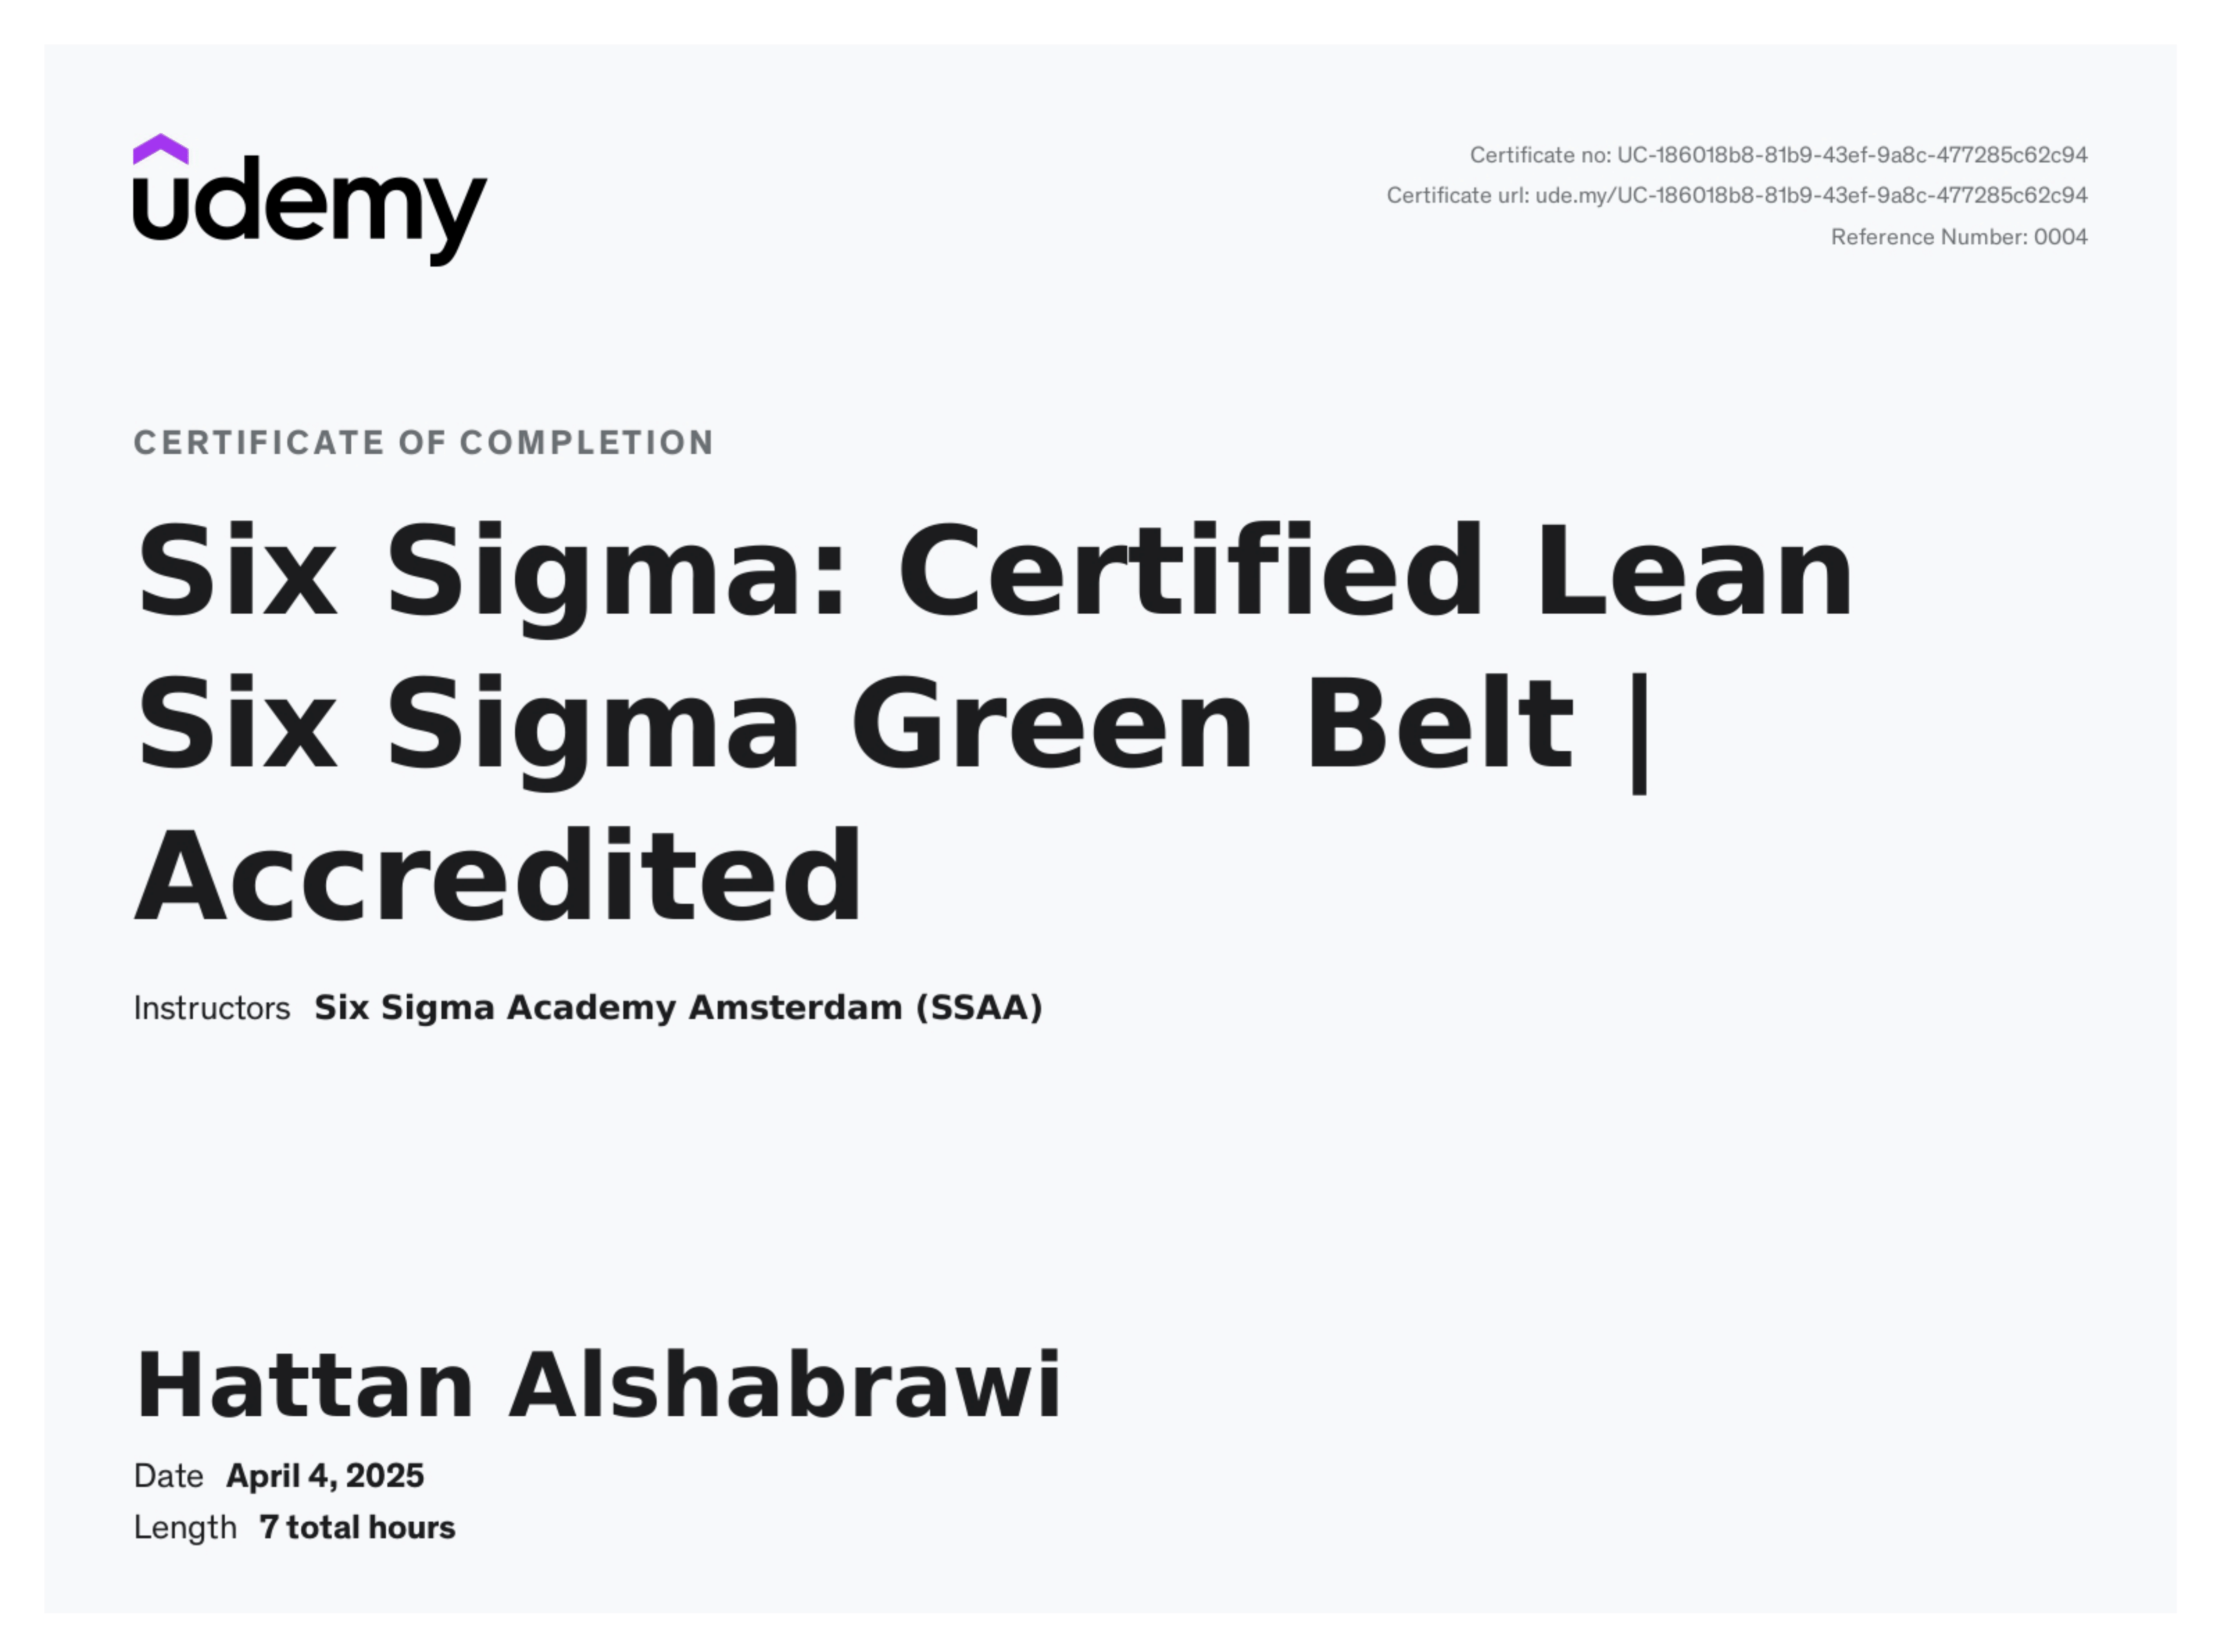 udemy
Certificate no: UC-186018b8-81b9-43ef-9a8c-477285c62c94
Certificate url: ude.my/UC-186018b8-81b9-43ef-9a8c-477285c62c94
Reference Number: 0004
CERTIFICATE OF COMPLETION
Six Sigma: Certified Lean
Six Sigma Green Belt |
Accredited
Instructors Six Sigma Academy Amsterdam (SSAA)
Hattan Alshabrawi
Date April 4, 2025
Length 7 total hours